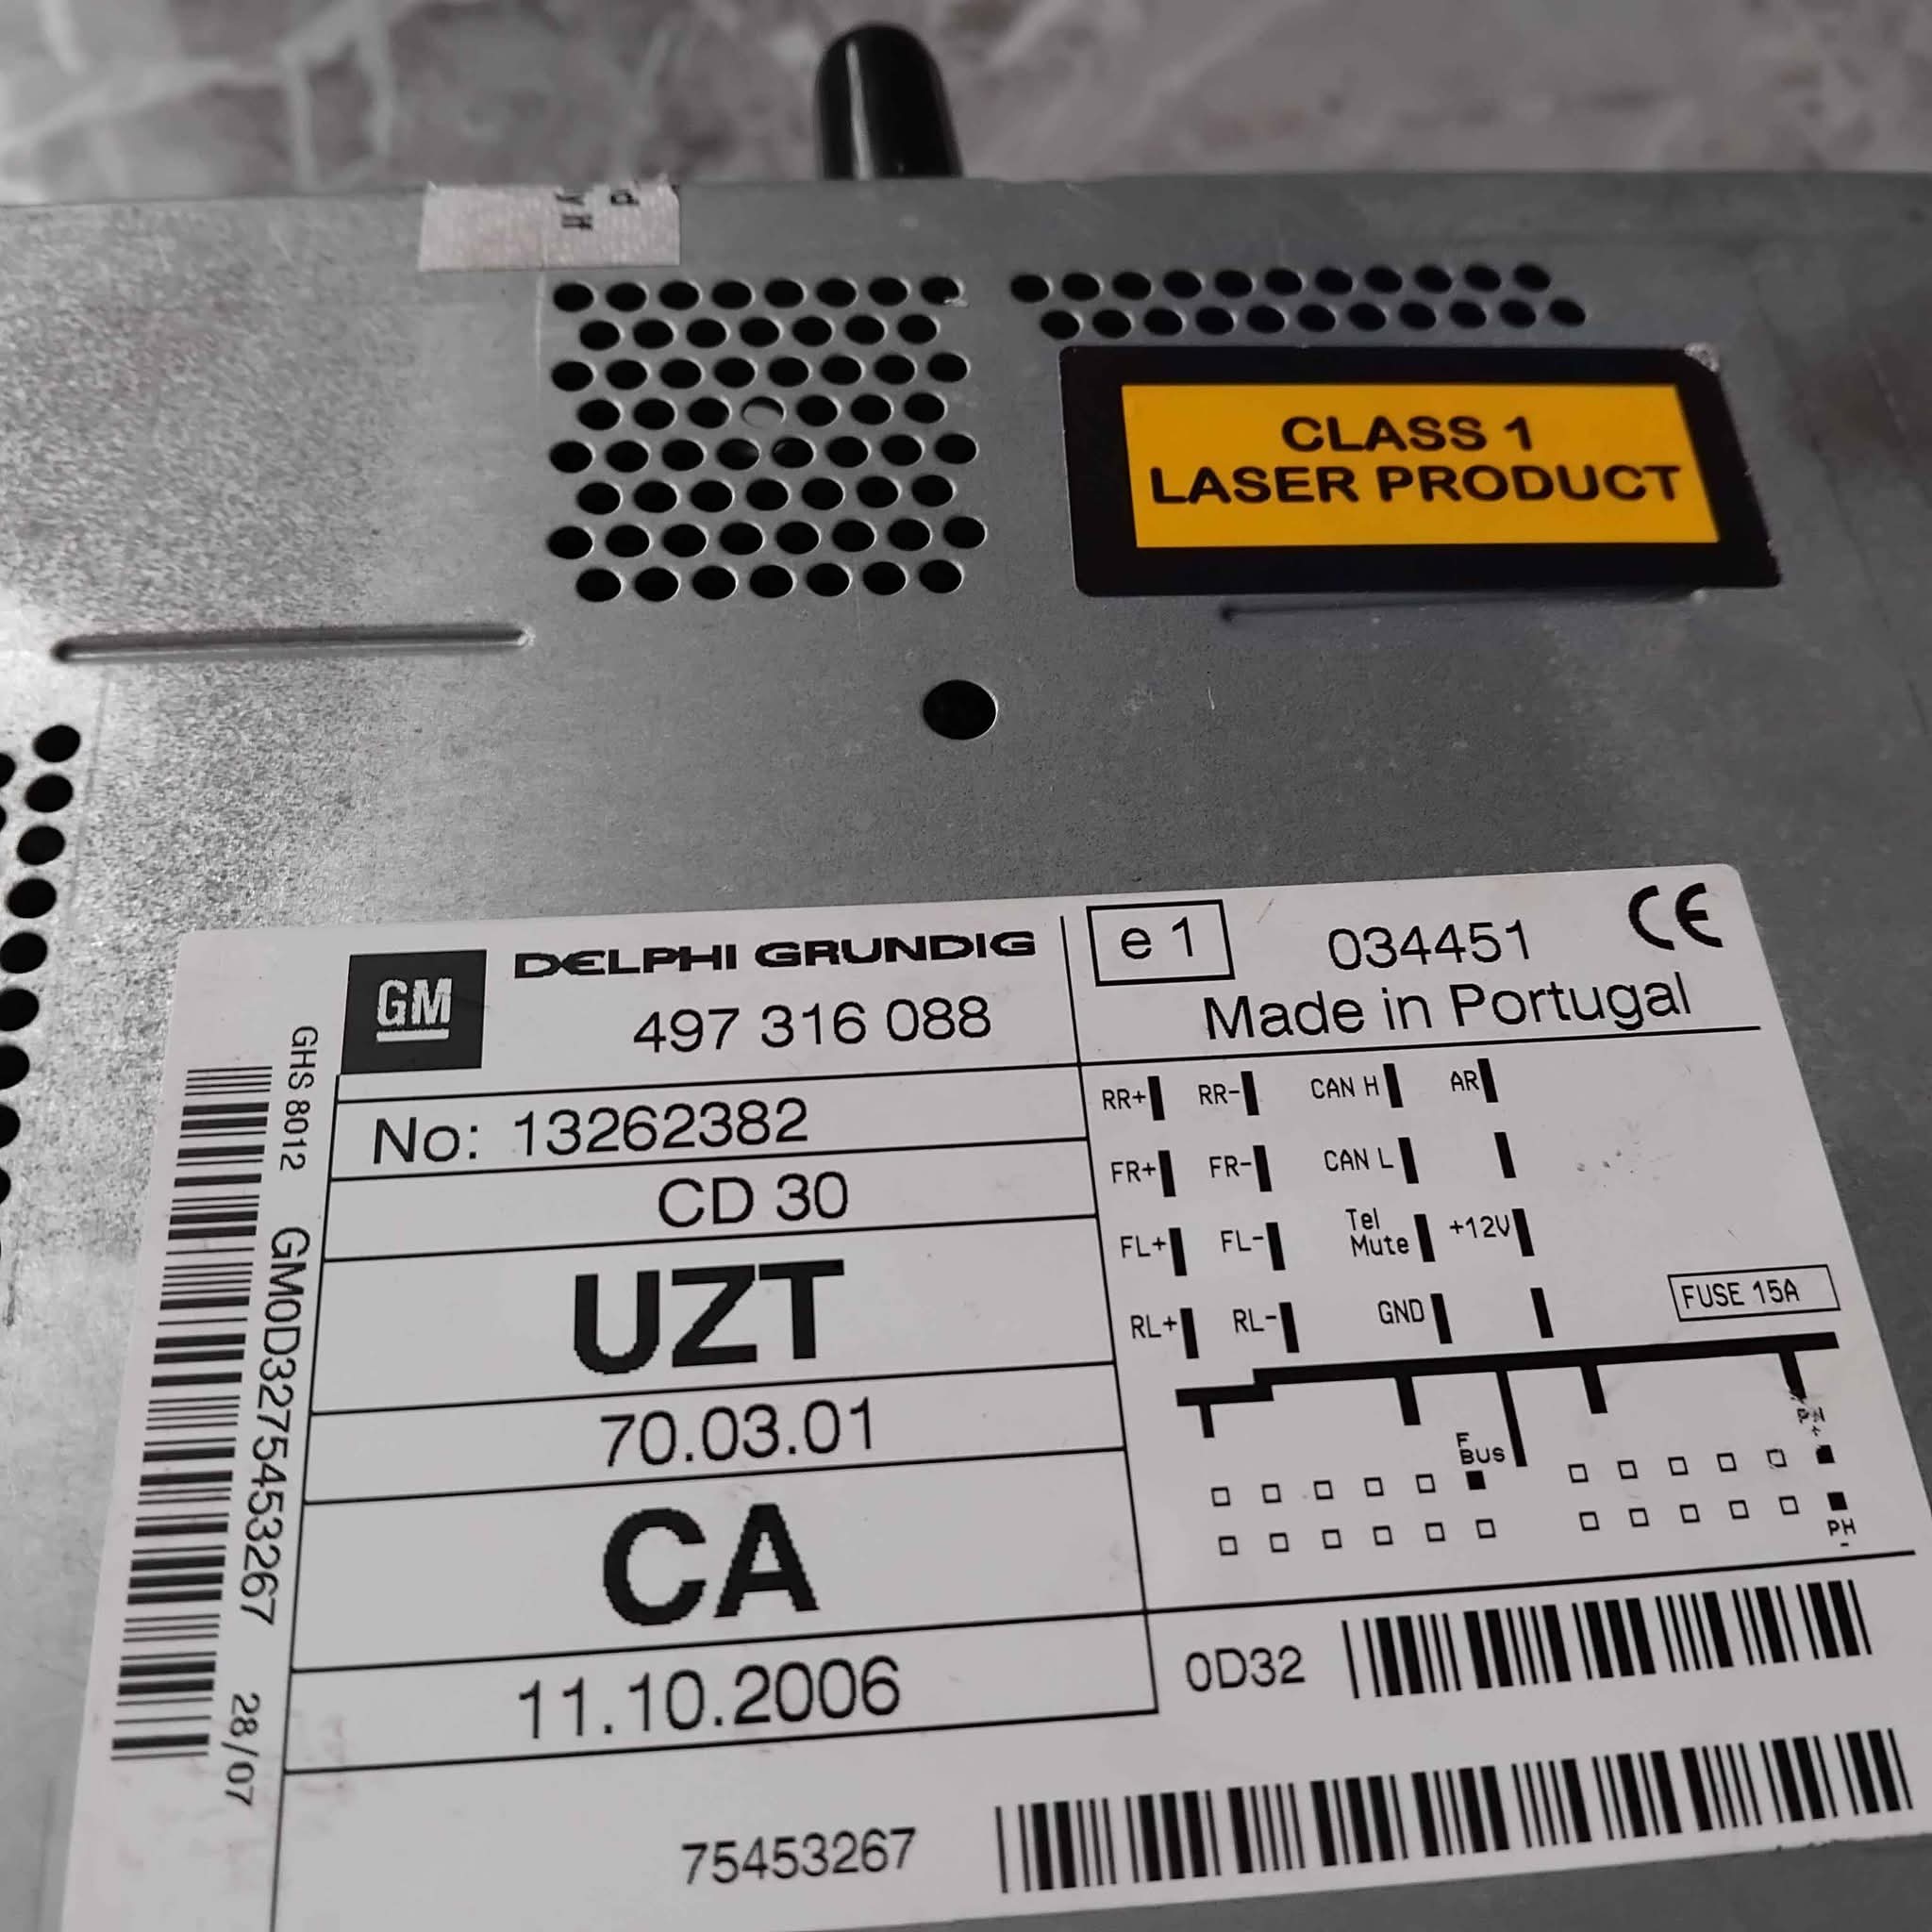 CLASS 1
LASER PRODUCT
GM
DELPHI GRUNDIG
497 316 088
e 1
034451
CE
Made in Portugal
No: 13262382
CD 30
UZT
70.03.01
CA
11.10.2006
RR+ RR- CAN H AR
FR+ FR- CAN L
FL+ FL- Tel Mute +12V
RL+ RL- GND
FUSE 15A
F
BUS
PH
-
0D32
75453267
GHS 8012 GM0D3275453267 28/07